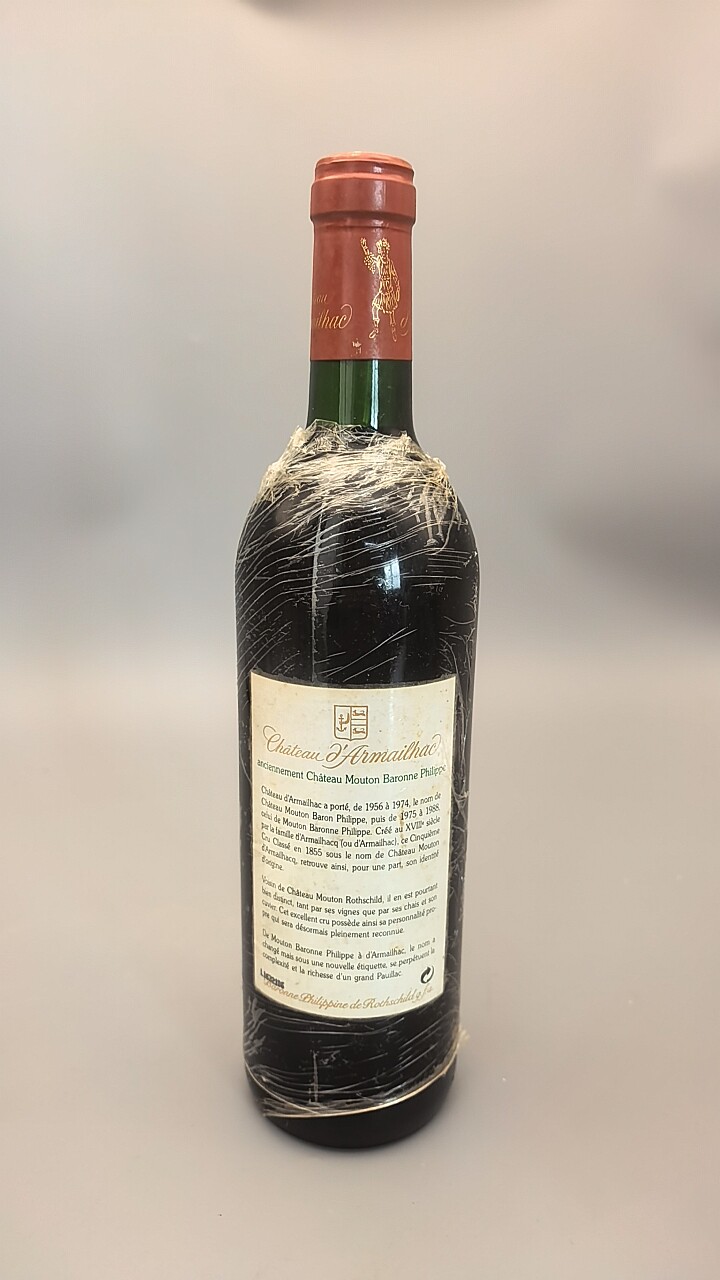 ilhac
Château d'Armailhac
anciennement Château Mouton Baronne Philippe
Château d'Armailhac a porté, de 1956 à 1974, le nom de
Château Mouton Baron Philippe, puis de 1975 à 1988,
celui de Mouton Baronne Philippe. Créé au XVIIIe siècle
par la famille d'Armailhacq (ou d'Armailhac), ce Cinquième
Cru Classé en 1855 sous le nom de Château Mouton
d'Armailhacq, retrouve ainsi, pour une part, son identité
d'origine.
Voisin de Château Mouton Rothschild, il en est pourtant
bien distinct, tant par ses vignes que par ses chais et son
cuvier. Cet excellent cru possède ainsi sa personnalité pro-
pre qui sera désormais pleinement reconnue.
De Mouton Baronne Philippe à d'Armailhac, le nom a
changé mais sous une nouvelle étiquette, se perpétuent la
complexité et la richesse d'un grand Pauillac.
Baronne Philippine de Rothschild g.f.a.